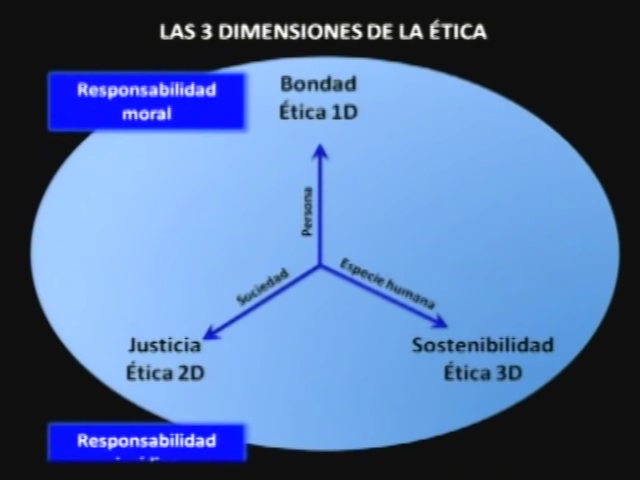 LAS 3 DIMENSIONES DE LA ÉTICA
Responsabilidad
moral
Bondad
Ética 1D
Persona
Sociedad
Especie humana
Justicia
Ética 2D
Sostenibilidad
Ética 3D
Responsabilidad